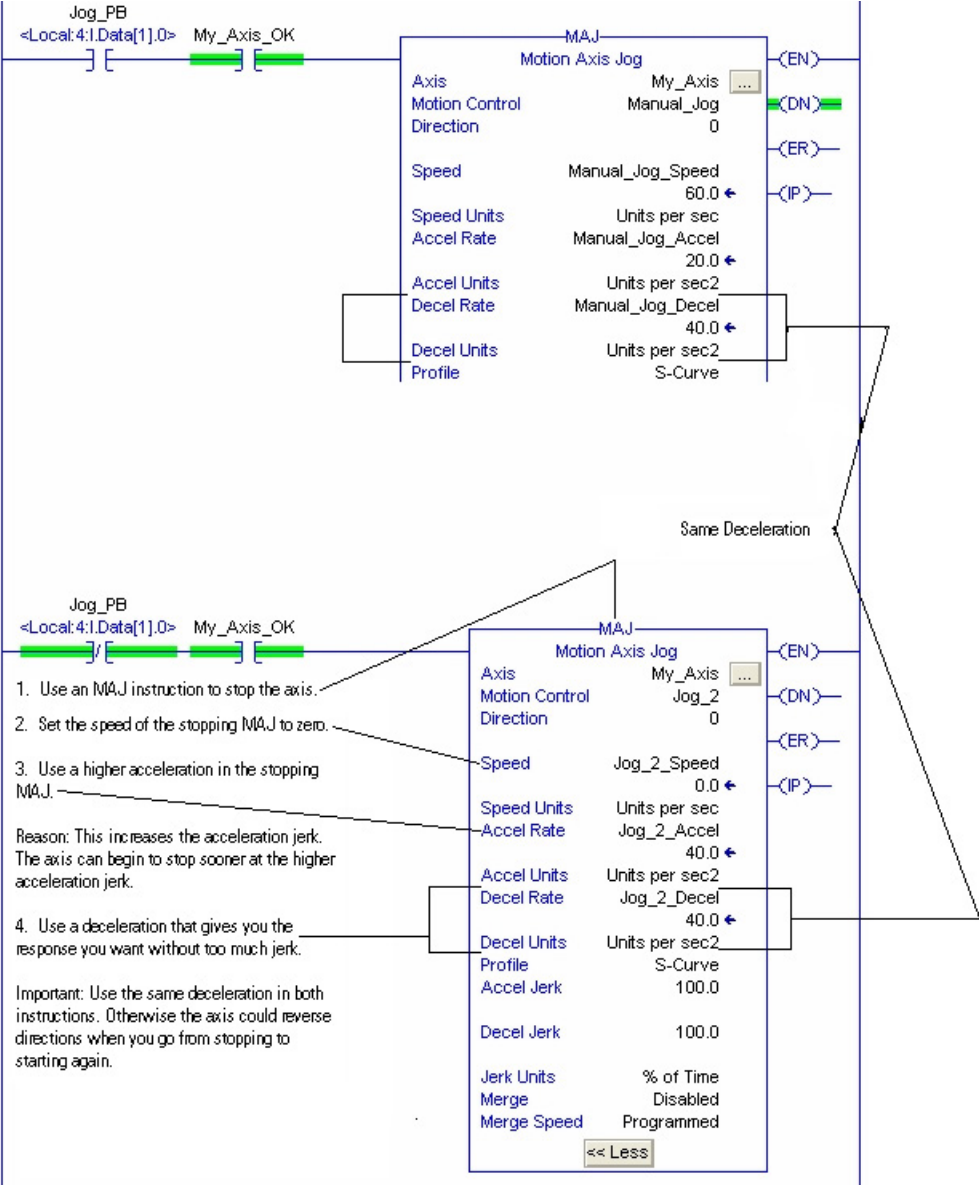 Jog_PB
<Local:4:I.Data[1].0> My_Axis_OK
MAJ
Motion Axis Jog
Axis My_Axis ...
Motion Control Manual_Jog
Direction 0
Speed Manual_Jog_Speed
60.0
Speed Units Units per sec
Accel Rate Manual_Jog_Accel
20.0
Accel Units Units per sec2
Decel Rate Manual_Jog_Decel
40.0
Decel Units Units per sec2
Profile S-Curve
(EN)
(DN)
(ER)
(IP)
Same Deceleration
Jog_PB
<Local:4:I.Data[1].0> My_Axis_OK
1. Use an MAJ instruction to stop the axis.
2. Set the speed of the stopping MAJ to zero.
3. Use a higher acceleration in the stopping
MAJ.
Reason: This increases the acceleration jerk.
The axis can begin to stop sooner at the higher
acceleration jerk.
4. Use a deceleration that gives you the
response you want without too much jerk.
Important: Use the same deceleration in both
instructions. Otherwise the axis could reverse
directions when you go from stopping to
starting again.
MAJ
Motion Axis Jog
Axis My_Axis ...
Motion Control Jog_2
Direction 0
Speed Jog_2_Speed
0.0
Speed Units Units per sec
Accel Rate Jog_2_Accel
40.0
Accel Units Units per sec2
Decel Rate Jog_2_Decel
40.0
Decel Units Units per sec2
Profile S-Curve
Accel Jerk 100.0
Decel Jerk 100.0
Jerk Units % of Time
Merge Disabled
Merge Speed Programmed
<< Less
(EN)
(DN)
(ER)
(IP)